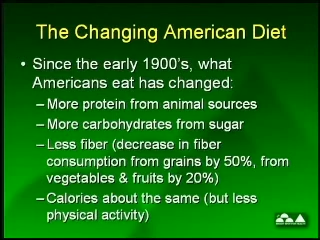 The Changing American Diet
• Since the early 1900's, what
Americans eat has changed:
– More protein from animal sources
– More carbohydrates from sugar
– Less fiber (decrease in fiber
consumption from grains by 50%, from
vegetables & fruits by 20%)
– Calories about the same (but less
physical activity)